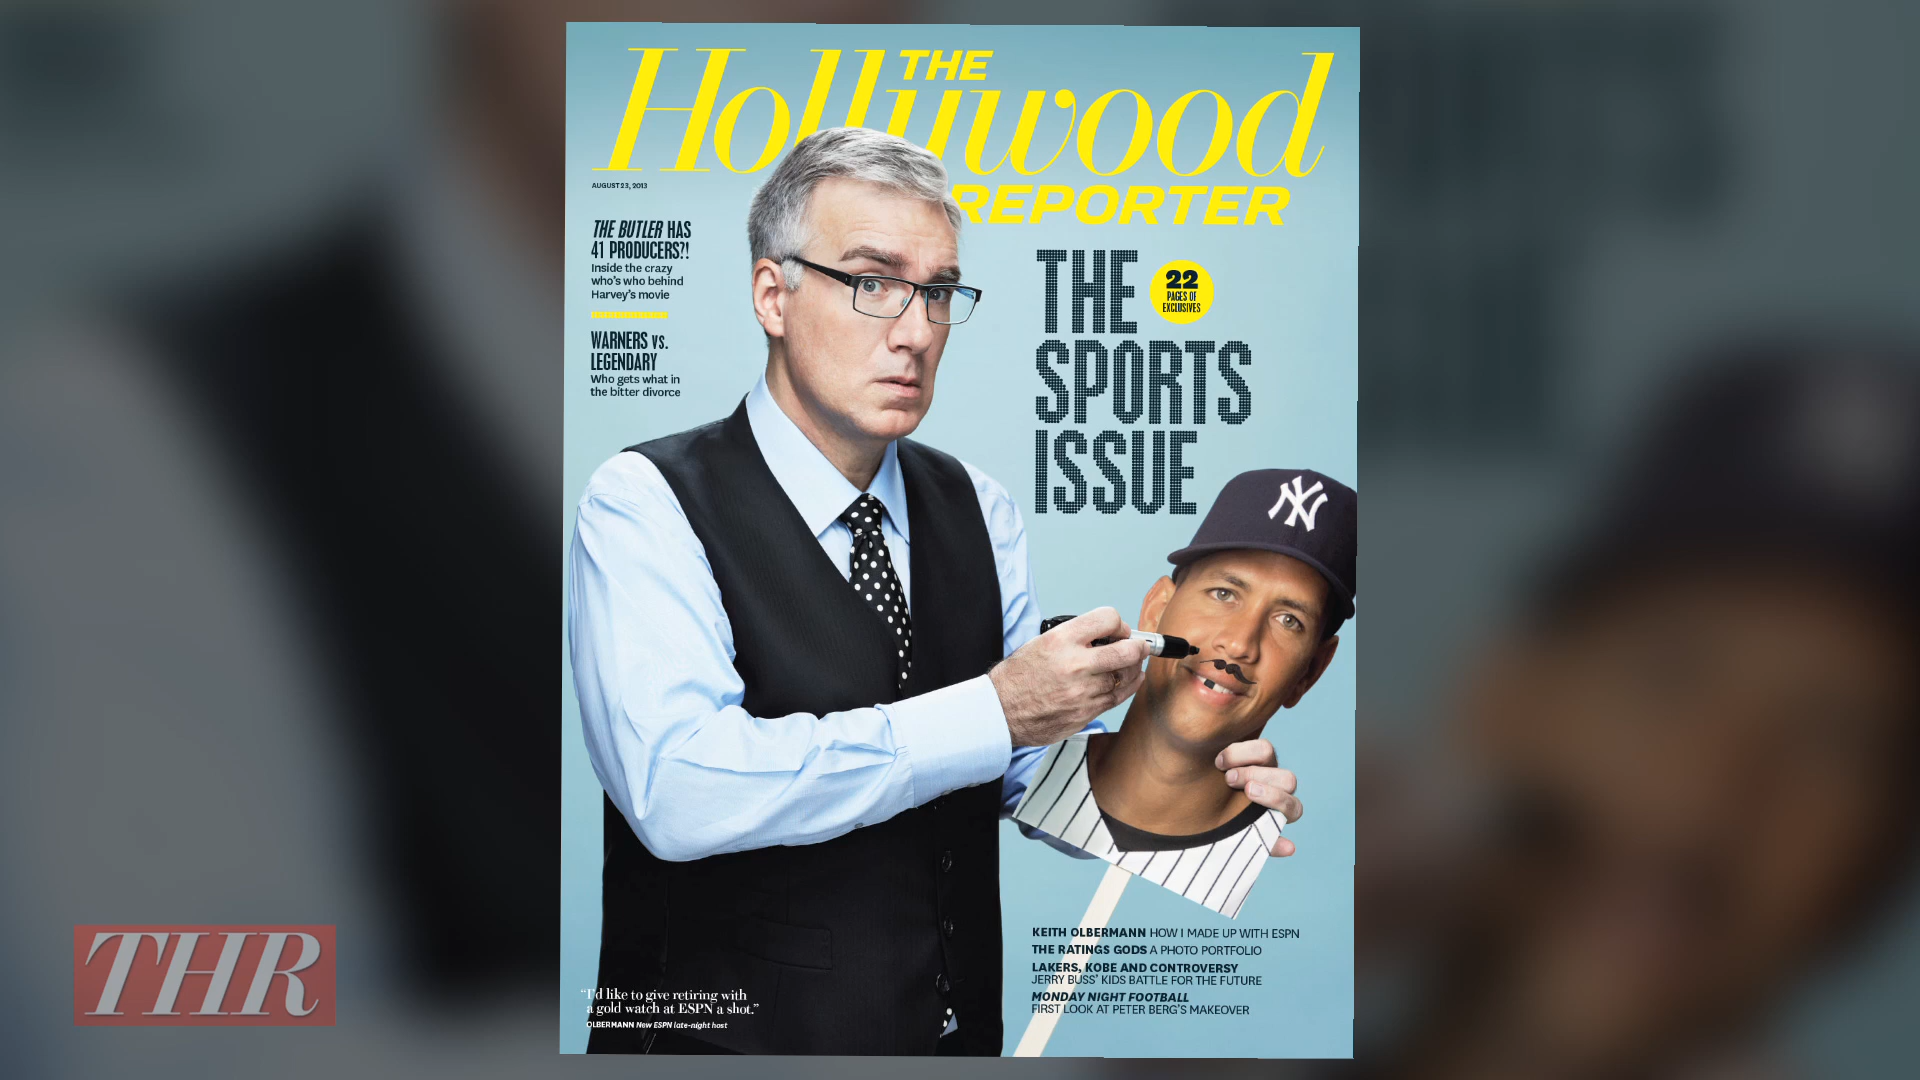 THE
Hollywood
REPORTER
AUGUST 23, 2013
THE BUTLER HAS
41 PRODUCERS?!
Inside the crazy
who's who behind
Harvey's movie
WARNERS vs.
LEGENDARY
Who gets what in
the bitter divorce
THE
SPORTS
ISSUE
22
PAGES OF
EXCLUSIVES
NY
KEITH OLBERMANN HOW I MADE UP WITH ESPN
THE RATINGS GODS A PHOTO PORTFOLIO
LAKERS, KOBE AND CONTROVERSY
JERRY BUSS' KIDS BATTLE FOR THE FUTURE
MONDAY NIGHT FOOTBALL
FIRST LOOK AT PETER BERG'S MAKEOVER
“I'd like to give retiring with
a gold watch at ESPN a shot.”
OLBERMANN New ESPN late-night host
THR